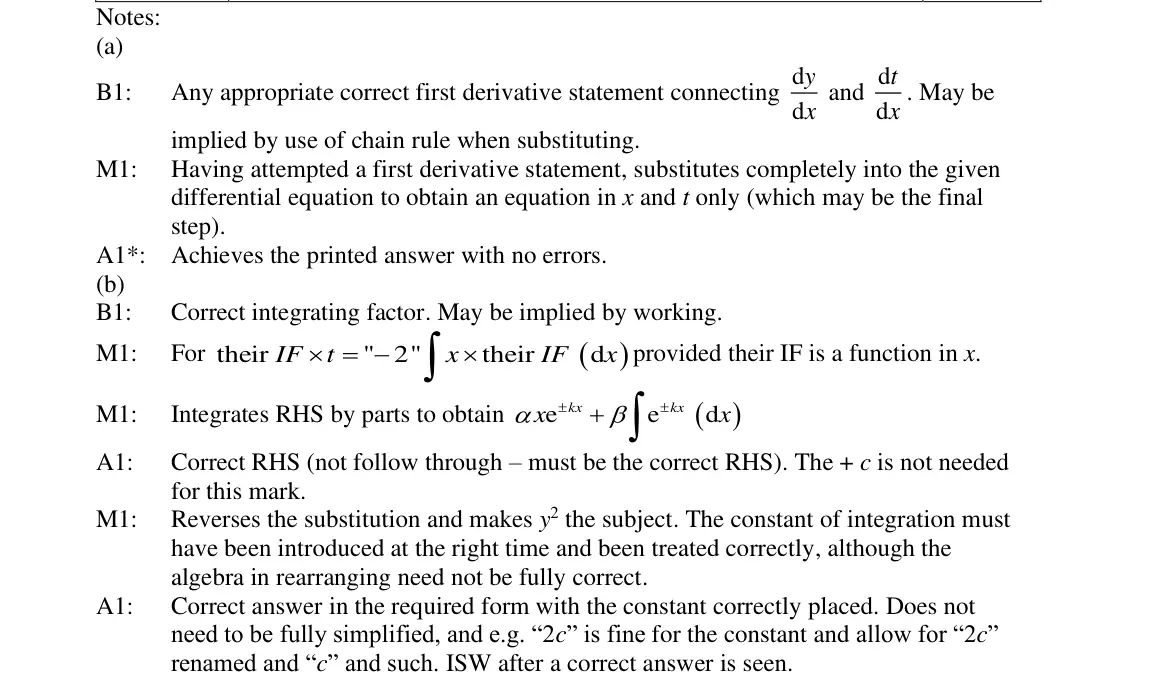 Notes:
(a)
B1: Any appropriate correct first derivative statement connecting dy/dx and dt/dx . May be
implied by use of chain rule when substituting.
M1: Having attempted a first derivative statement, substitutes completely into the given
differential equation to obtain an equation in x and t only (which may be the final
step).
A1*: Achieves the printed answer with no errors.
(b)
B1: Correct integrating factor. May be implied by working.
M1: For their IF × t = "− 2" ∫ x × their IF (dx) provided their IF is a function in x.
M1: Integrates RHS by parts to obtain αxe^{±kx} + β∫e^{±kx} (dx)
A1: Correct RHS (not follow through – must be the correct RHS). The + c is not needed
for this mark.
M1: Reverses the substitution and makes y² the subject. The constant of integration must
have been introduced at the right time and been treated correctly, although the
algebra in rearranging need not be fully correct.
A1: Correct answer in the required form with the constant correctly placed. Does not
need to be fully simplified, and e.g. “2c” is fine for the constant and allow for “2c”
renamed and “c” and such. ISW after a correct answer is seen.